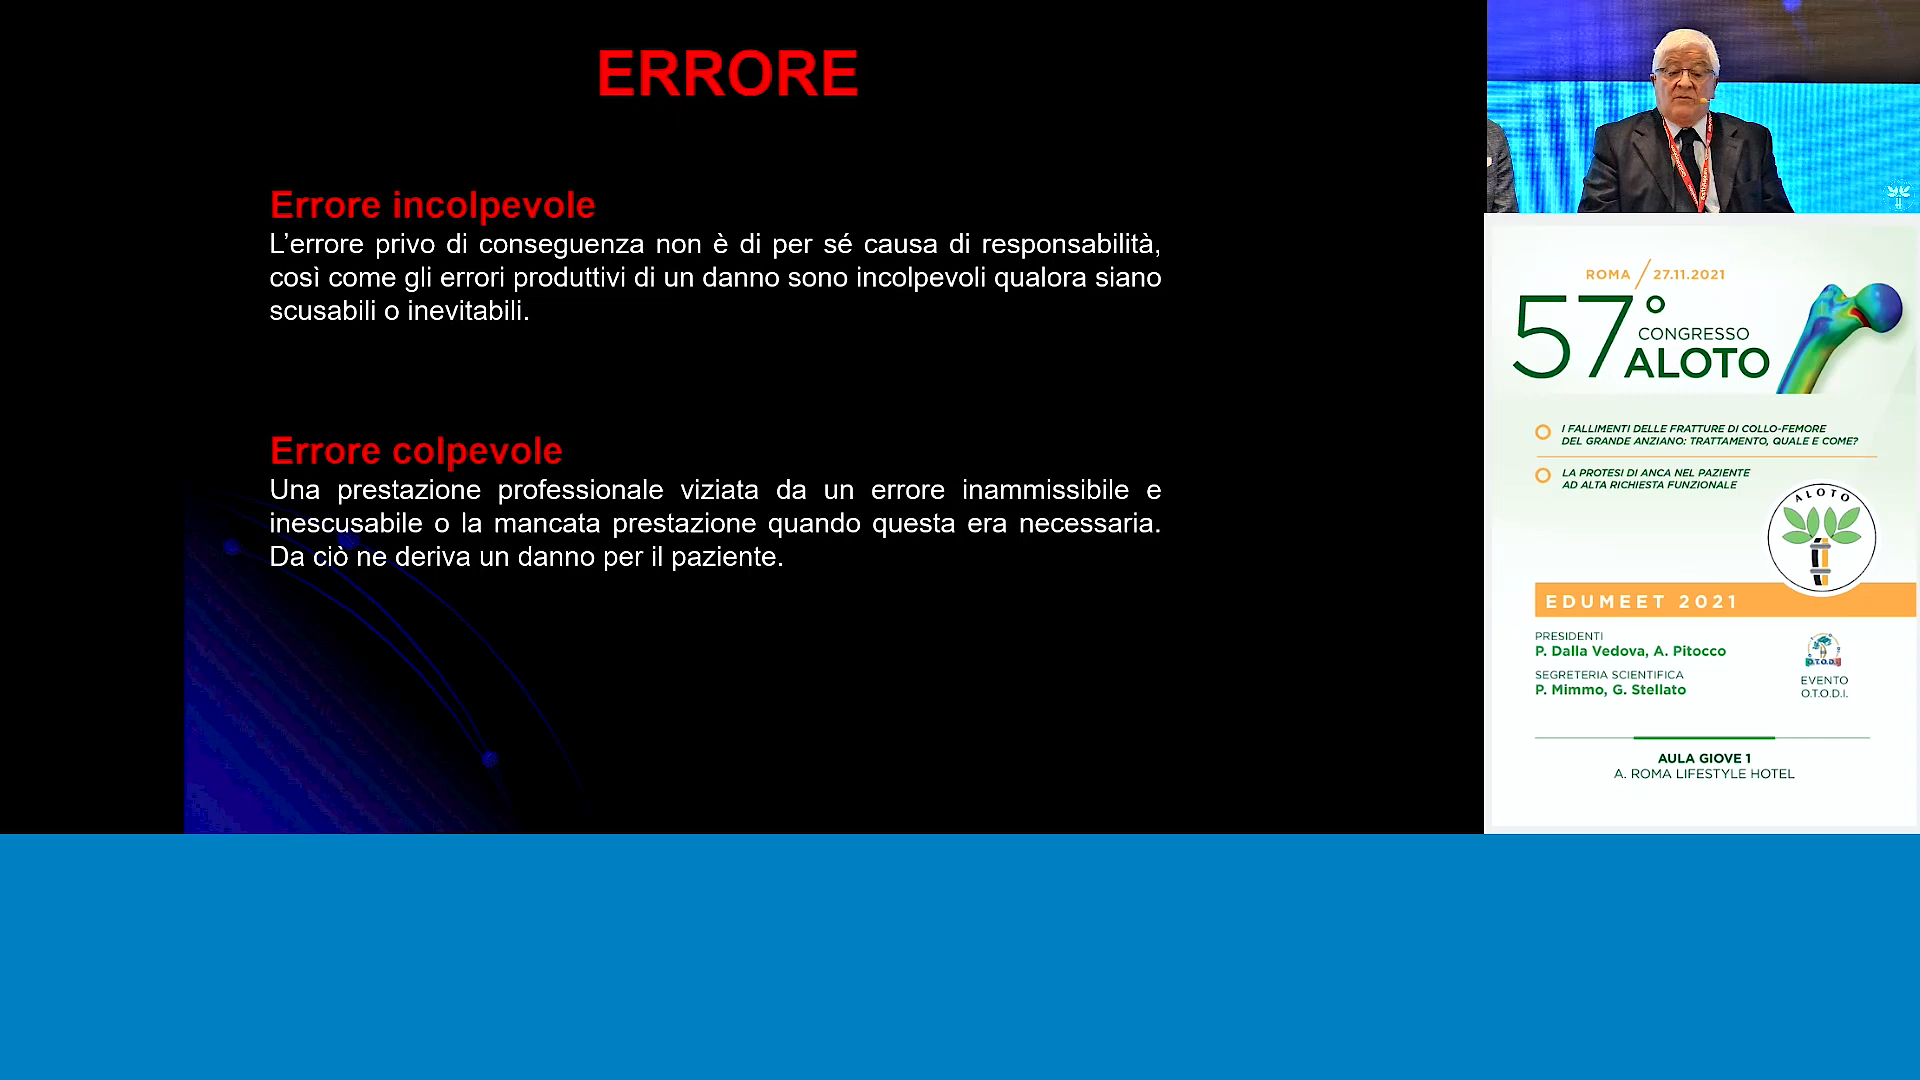 ERRORE
Errore incolpevole
L’errore privo di conseguenza non è di per sé causa di responsabilità,
così come gli errori produttivi di un danno sono incolpevoli qualora siano
scusabili o inevitabili.
Errore colpevole
Una prestazione professionale viziata da un errore inammissibile e
inescusabile o la mancata prestazione quando questa era necessaria.
Da ciò ne deriva un danno per il paziente.
ROMA / 27.11.2021
57°
CONGRESSO
ALOTO
I FALLIMENTI DELLE FRATTURE DI COLLO-FEMORE
DEL GRANDE ANZIANO: TRATTAMENTO, QUALE E COME?
LA PROTESI DI ANCA NEL PAZIENTE
AD ALTA RICHIESTA FUNZIONALE
ALOTO
EDUMEET 2021
PRESIDENTI
P. Dalla Vedova, A. Pitocco
SEGRETERIA SCIENTIFICA
P. Mimmo, G. Stellato
O.T.O.D.I
EVENTO
O.T.O.D.I.
AULA GIOVE 1
A. ROMA LIFESTYLE HOTEL